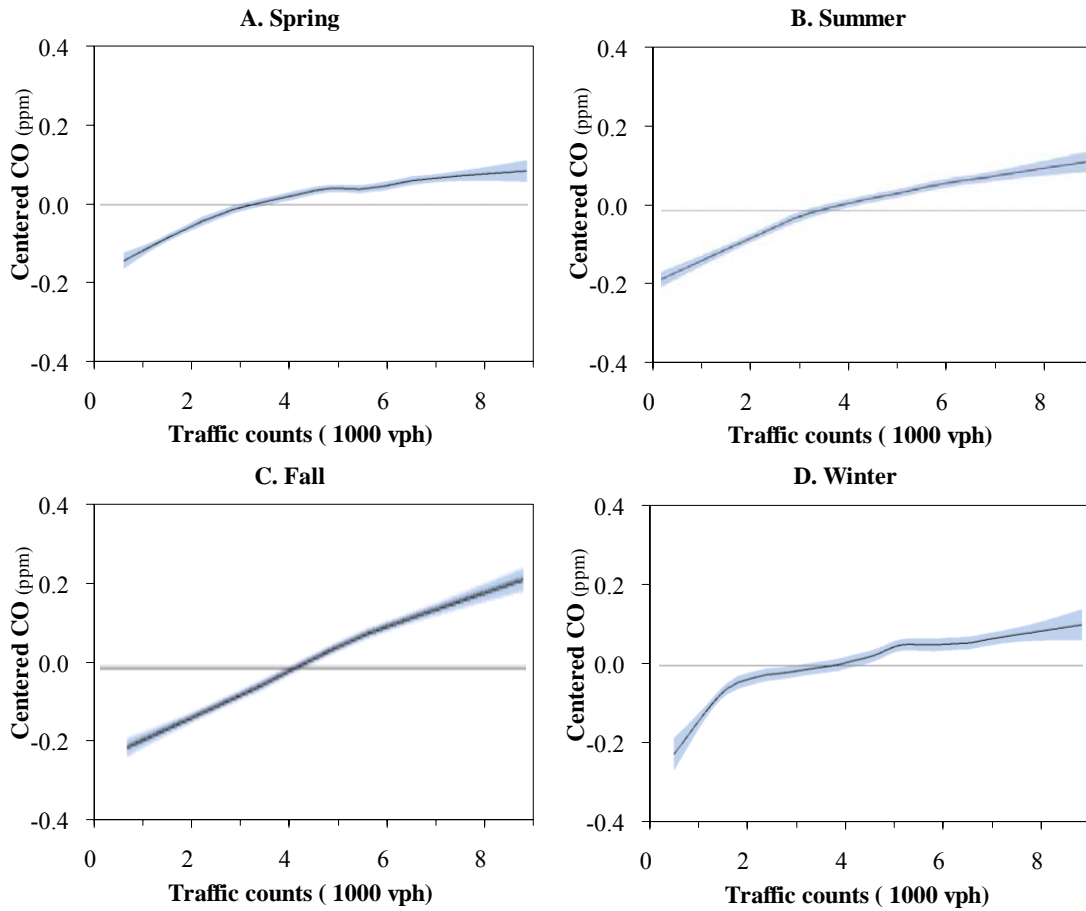 A. Spring
0.4
0.2
0.0
-0.2
-0.4
Centered CO (ppm)
0 2 4 6 8
Traffic counts ( 1000 vph)
B. Summer
0.4
0.2
0.0
-0.2
-0.4
Centered CO (ppm)
0 2 4 6 8
Traffic counts ( 1000 vph)
C. Fall
0.4
0.2
0.0
-0.2
-0.4
Centered CO (ppm)
0 2 4 6 8
Traffic counts ( 1000 vph)
D. Winter
0.4
0.2
0.0
-0.2
-0.4
Centered CO (ppm)
0 2 4 6 8
Traffic counts ( 1000 vph)